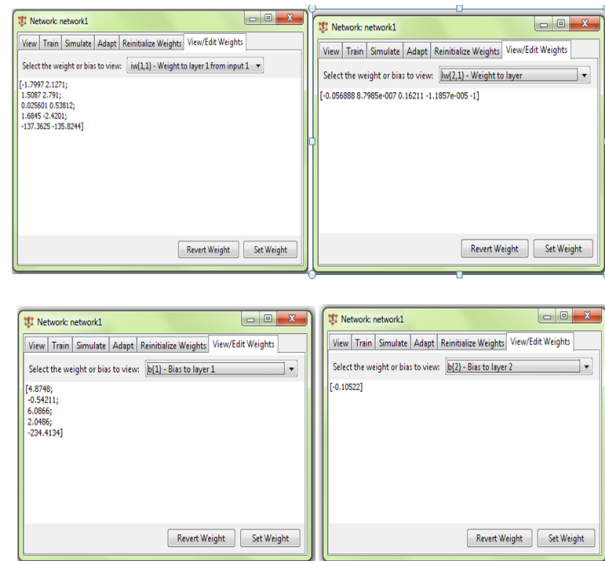 Network: network1
View Train Simulate Adapt Reinitialize Weights View/Edit Weights
Select the weight or bias to view: iw{1,1} - Weight to layer 1 from input 1
[-1.7997 2.1271;
1.5087 2.791;
0.025601 0.53812;
1.6845 -2.4201;
-137.3625 -135.8244]
Revert Weight Set Weight
Network: network1
View Train Simulate Adapt Reinitialize Weights View/Edit Weights
Select the weight or bias to view: lw{2,1} - Weight to layer
[-0.056888 8.7985e-007 0.16211 -1.1857e-005 -1]
Revert Weight Set Weight
Network: network1
View Train Simulate Adapt Reinitialize Weights View/Edit Weights
Select the weight or bias to view: b{1} - Bias to layer 1
[4.8748;
-0.54211;
6.0866;
2.0486;
-234.4134]
Revert Weight Set Weight
Network: network1
View Train Simulate Adapt Reinitialize Weights View/Edit Weights
Select the weight or bias to view: b{2} - Bias to layer 2
[-0.10522]
Revert Weight Set Weight